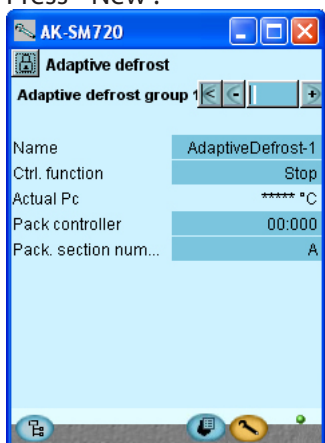 Press "New".
AK-SM720
Adaptive defrost
Adaptive defrost group 1
Name AdaptiveDefrost-1
Ctrl. function Stop
Actual Pc ***** °C
Pack controller 00:000
Pack. section num... A